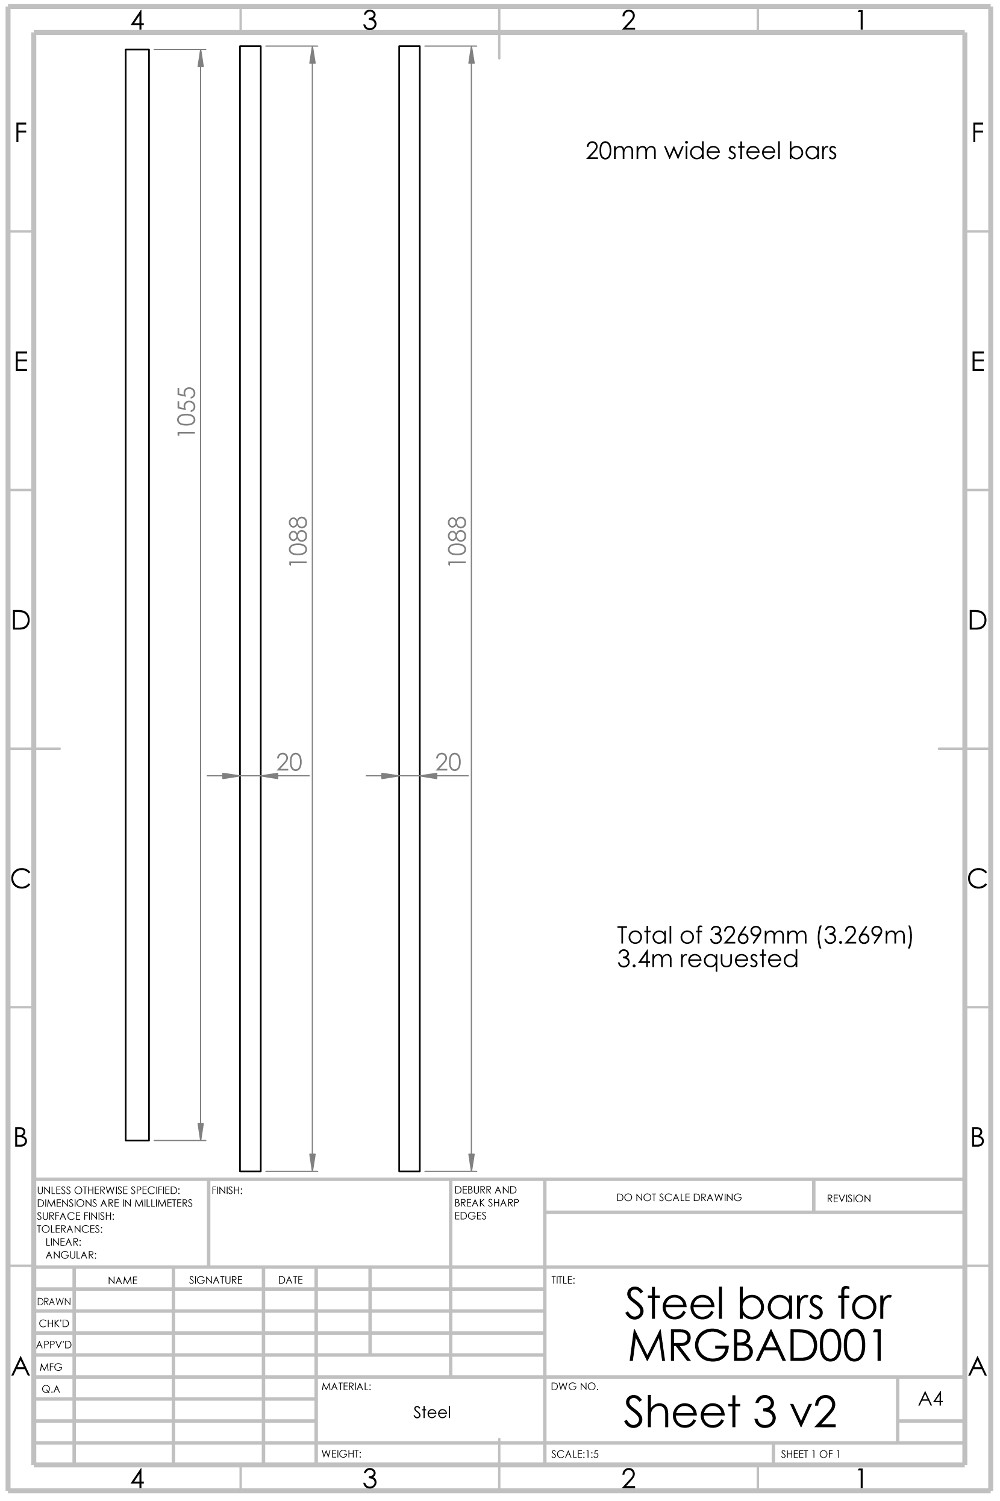 4 3 2 1
F F
20mm wide steel bars
E E
1055
1088
1088
D D
20
20
C C
Total of 3269mm (3.269m)
3.4m requested
B B
UNLESS OTHERWISE SPECIFIED:
DIMENSIONS ARE IN MILLIMETERS
SURFACE FINISH:
TOLERANCES:
LINEAR:
ANGULAR:
FINISH:
DEBURR AND
BREAK SHARP
EDGES
DO NOT SCALE DRAWING
REVISION
NAME SIGNATURE DATE
DRAWN
CHK'D
APPV'D
MFG
Q.A
TITLE:
Steel bars for
MRGBAD001
A A
MATERIAL:
Steel
DWG NO.
Sheet 3 v2
A4
WEIGHT:
SCALE:1:5
SHEET 1 OF 1
4 3 2 1